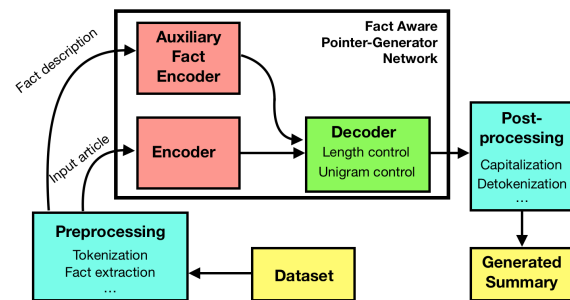 Fact Aware
Pointer-Generator
Network
Auxiliary
Fact
Encoder
Fact description
Input article
Encoder
Decoder
Length control
Unigram control
Post-
processing
Capitalization
Detokenization
...
Preprocessing
Tokenization
Fact extraction
...
Dataset
Generated
Summary